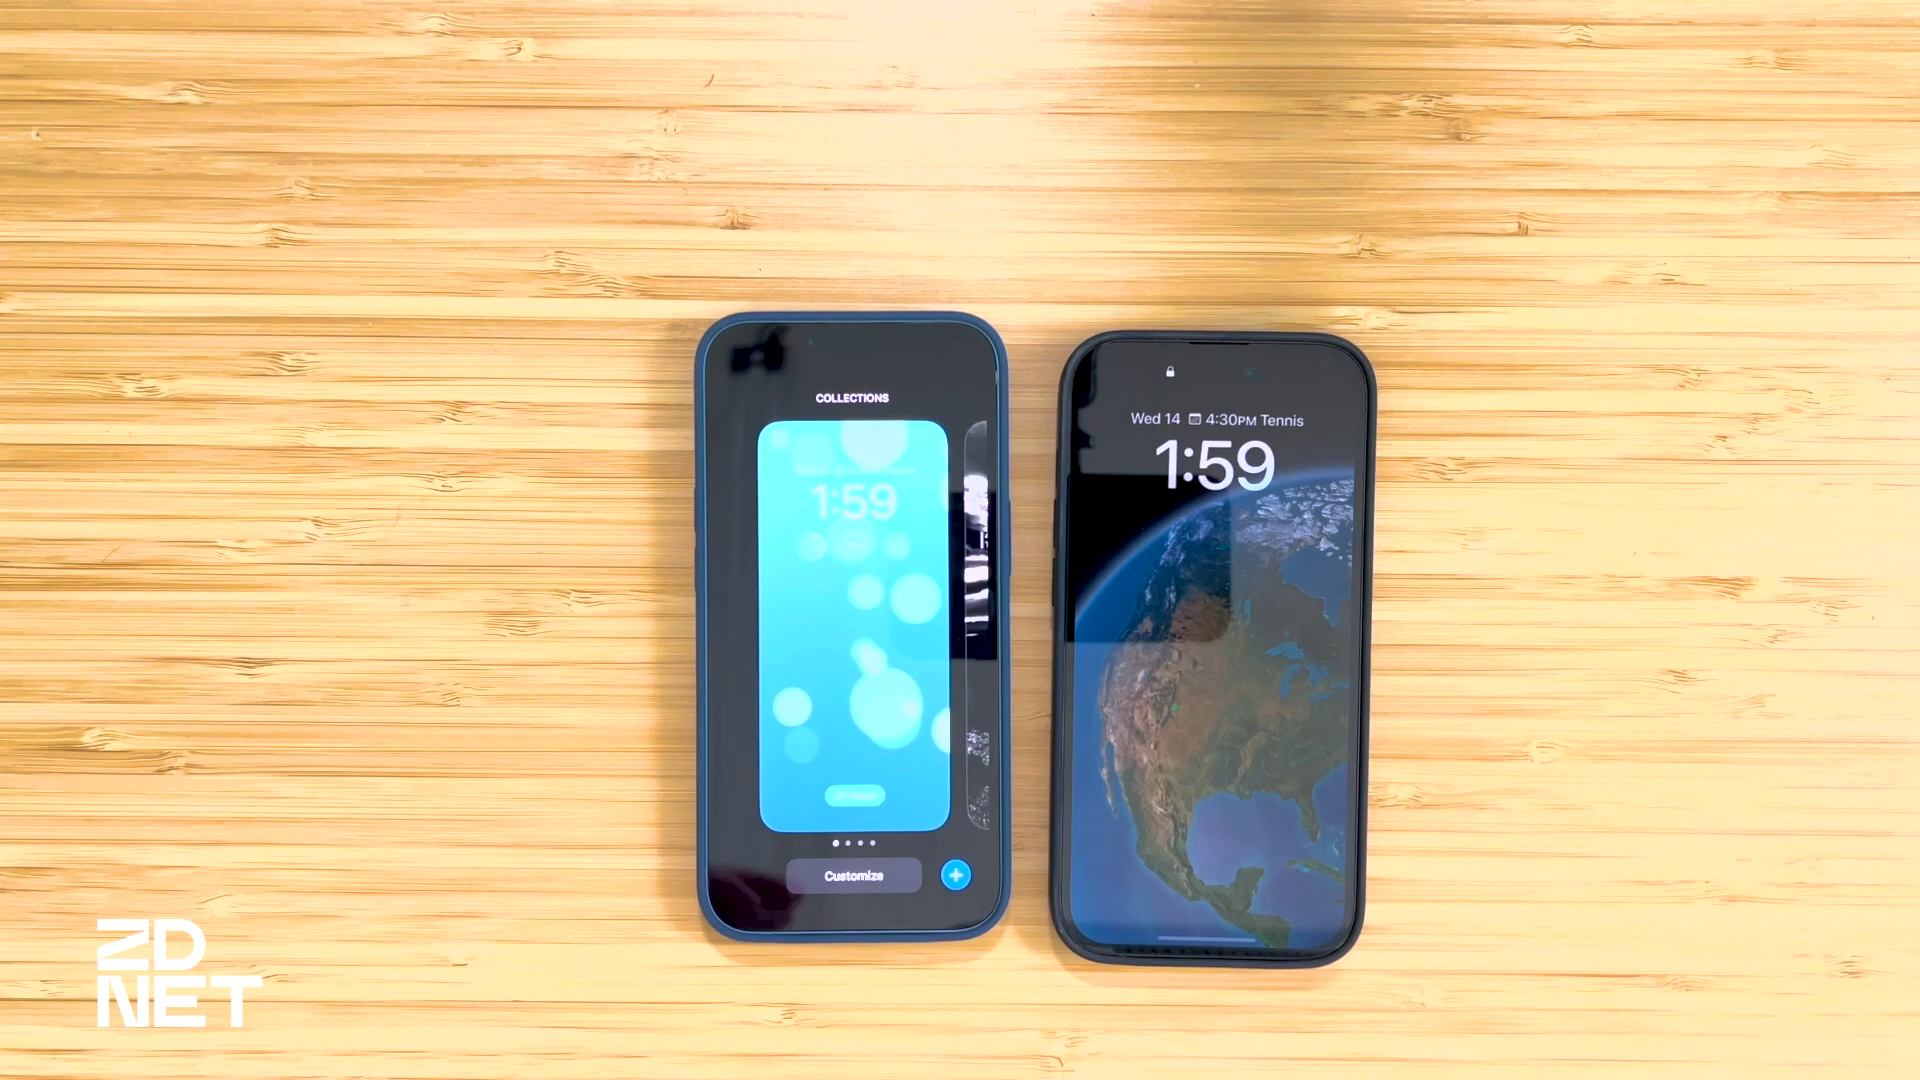 COLLECTIONS
1:59
Customize
Wed 14 4:30PM Tennis
1:59
ZD
NET